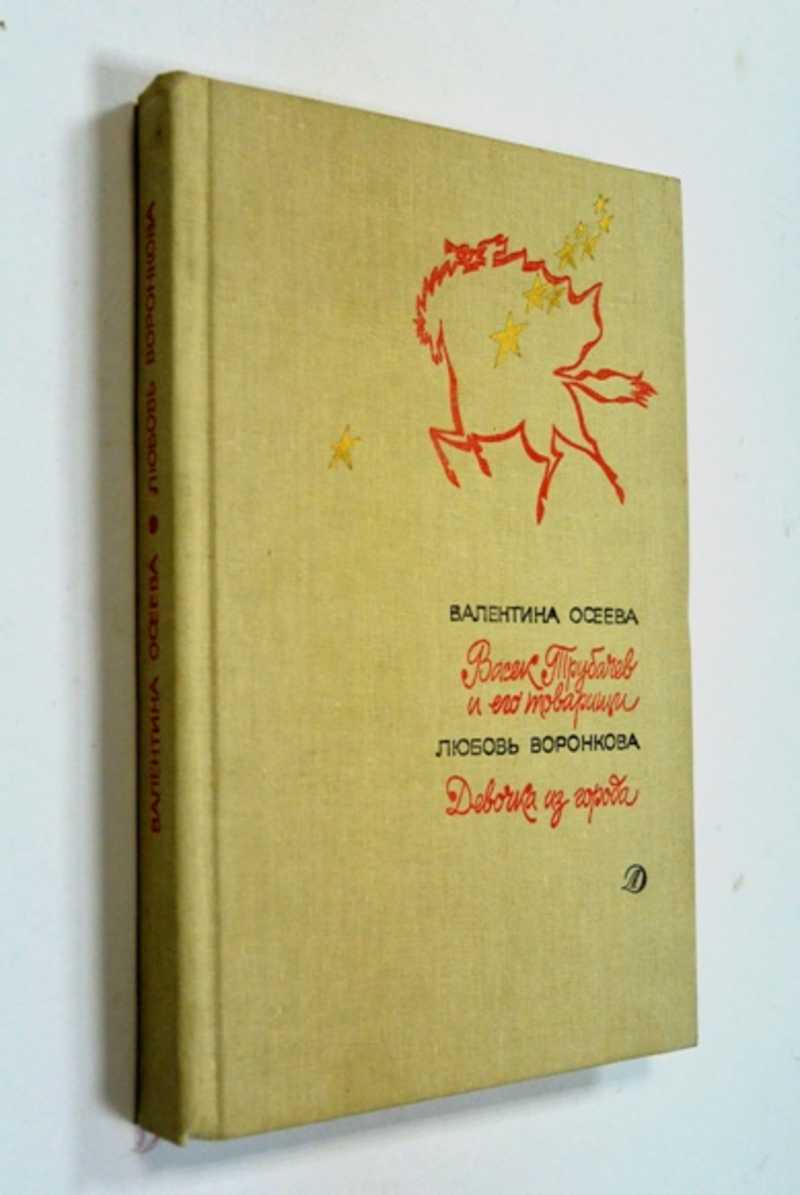 ВАЛЕНТИНА ОСЕЕВА • ЛЮБОВЬ ВОРОНКОВА
ВАЛЕНТИНА ОСЕЕВА
Васек Трубачев
и его товарищи
ЛЮБОВЬ ВОРОНКОВА
Девочка из города
Д